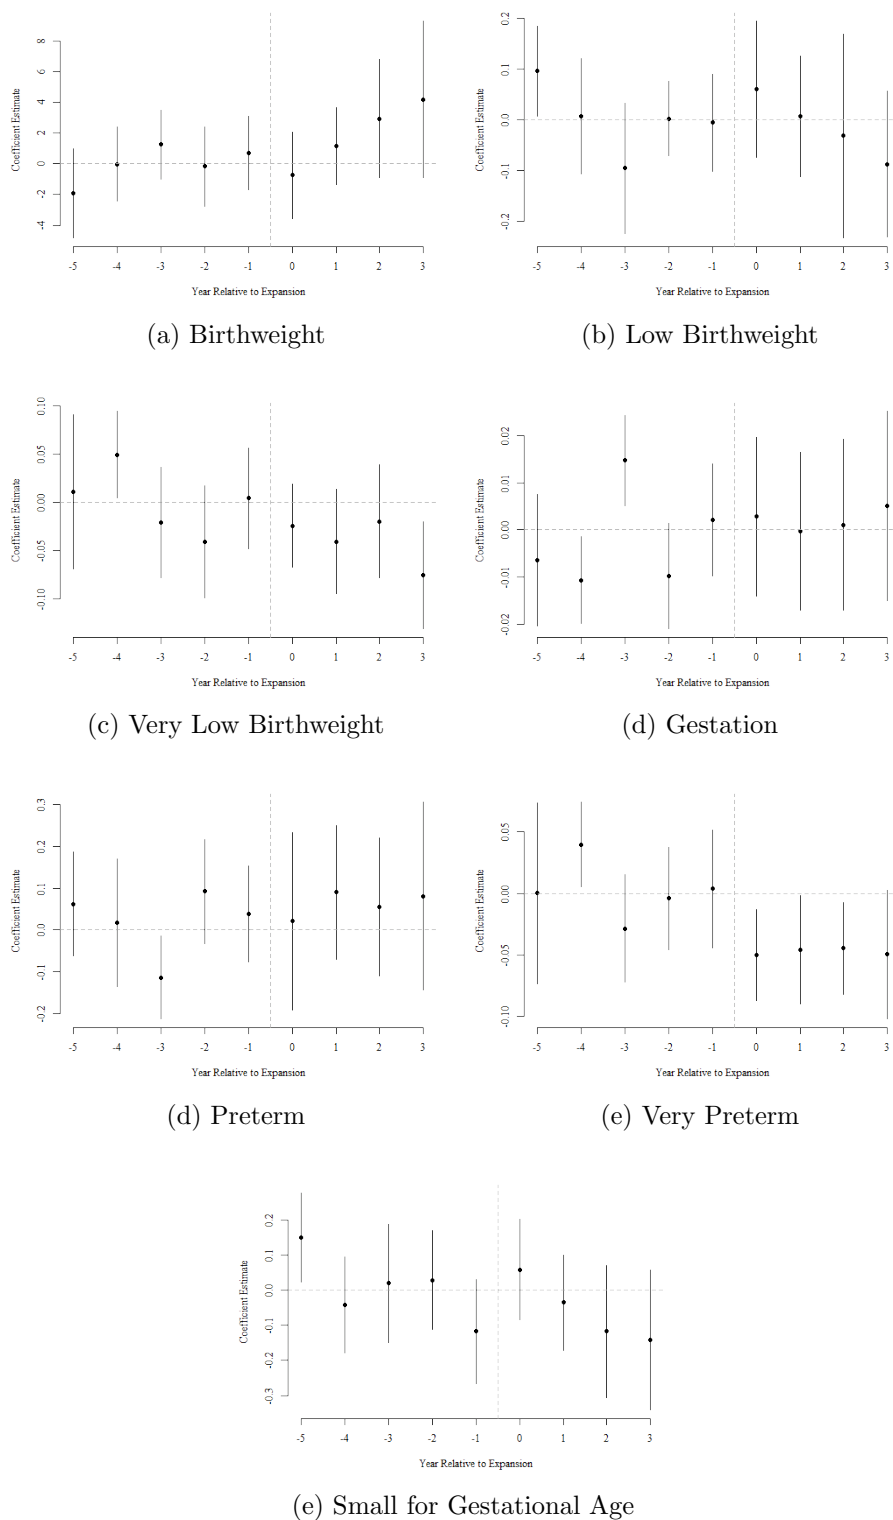 Coefficient Estimate
-4 -2 0 2 4 6 8
-5 -4 -3 -2 -1 0 1 2 3
Year Relative to Expansion
(a) Birthweight
Coefficient Estimate
-0.2 -0.1 0.0 0.1 0.2
-5 -4 -3 -2 -1 0 1 2 3
Year Relative to Expansion
(b) Low Birthweight
Coefficient Estimate
-0.10 -0.05 0.00 0.05 0.10
-5 -4 -3 -2 -1 0 1 2 3
Year Relative to Expansion
(c) Very Low Birthweight
Coefficient Estimate
-0.02 -0.01 0.00 0.01 0.02
-5 -4 -3 -2 -1 0 1 2 3
Year Relative to Expansion
(d) Gestation
Coefficient Estimate
-0.2 -0.1 0.0 0.1 0.2 0.3
-5 -4 -3 -2 -1 0 1 2 3
Year Relative to Expansion
(d) Preterm
Coefficient Estimate
-0.10 -0.05 0.00 0.05
-5 -4 -3 -2 -1 0 1 2 3
Year Relative to Expansion
(e) Very Preterm
Coefficient Estimate
-0.3 -0.2 -0.1 0.0 0.1 0.2
-5 -4 -3 -2 -1 0 1 2 3
Year Relative to Expansion
(e) Small for Gestational Age